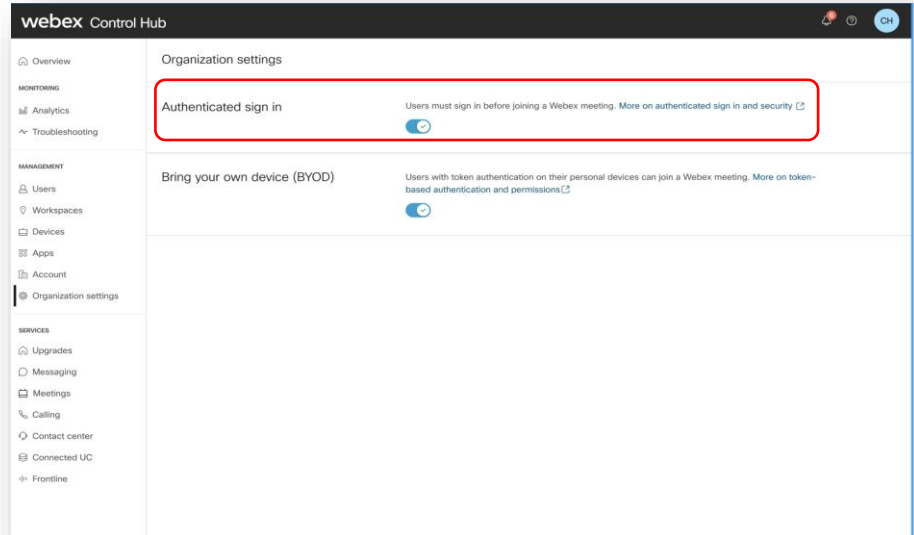 webex Control Hub
CH
Overview
MONITORING
Analytics
Troubleshooting
MANAGEMENT
Users
Workspaces
Devices
Apps
Account
Organization settings
SERVICES
Upgrades
Messaging
Meetings
Calling
Contact center
Connected UC
Frontline
Organization settings
Authenticated sign in
Users must sign in before joining a Webex meeting. More on authenticated sign in and security
Bring your own device (BYOD)
Users with token authentication on their personal devices can join a Webex meeting. More on token-
based authentication and permissions